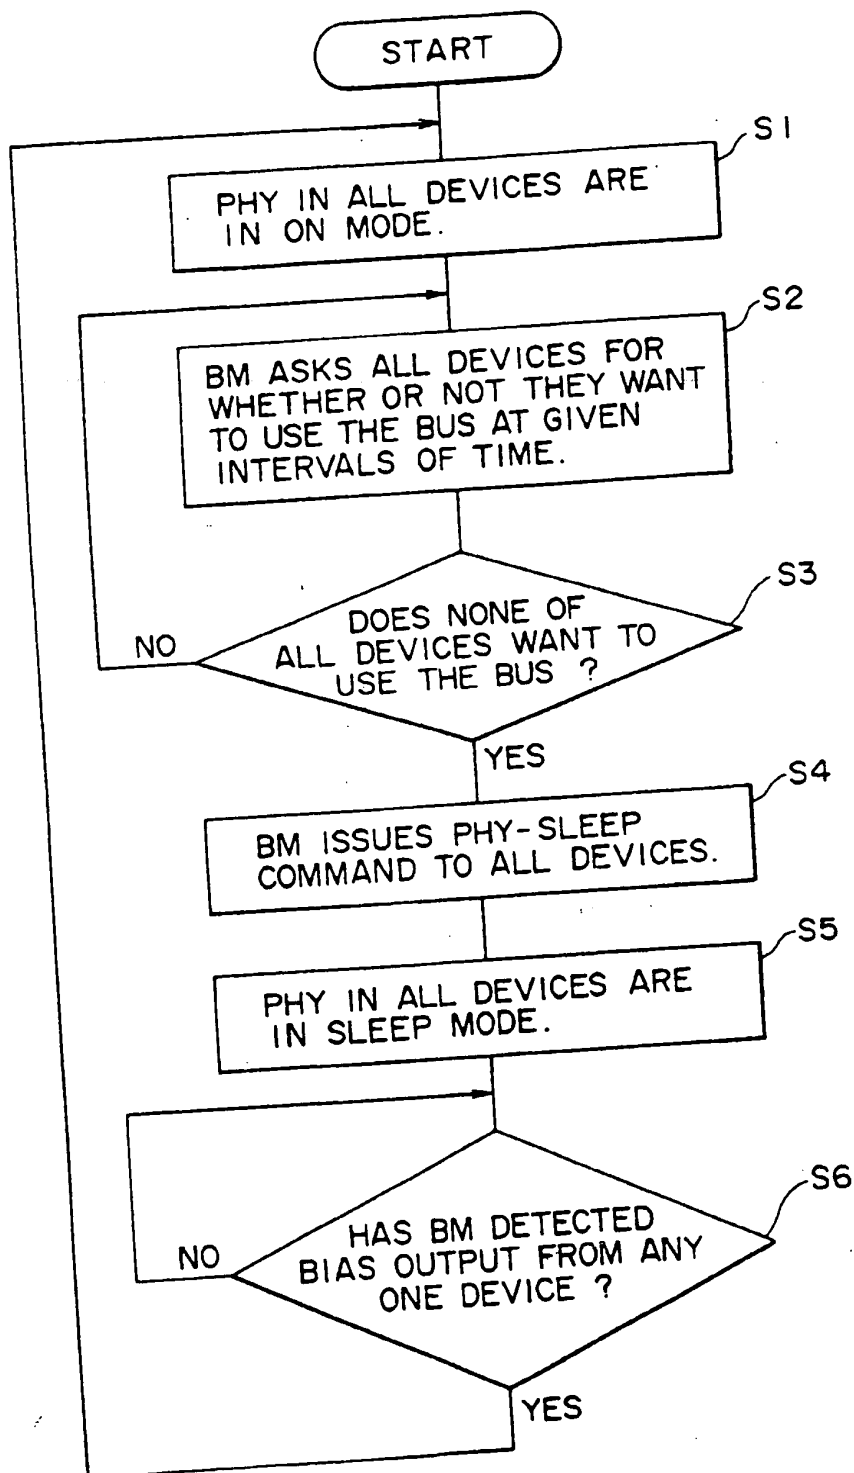 START
S1
PHY IN ALL DEVICES ARE
IN ON MODE.
S2
BM ASKS ALL DEVICES FOR
WHETHER OR NOT THEY WANT
TO USE THE BUS AT GIVEN
INTERVALS OF TIME.
S3
DOES NONE OF
ALL DEVICES WANT TO
USE THE BUS ?
NO
YES
S4
BM ISSUES PHY-SLEEP
COMMAND TO ALL DEVICES.
S5
PHY IN ALL DEVICES ARE
IN SLEEP MODE.
S6
HAS BM DETECTED
BIAS OUTPUT FROM ANY
ONE DEVICE ?
NO
YES